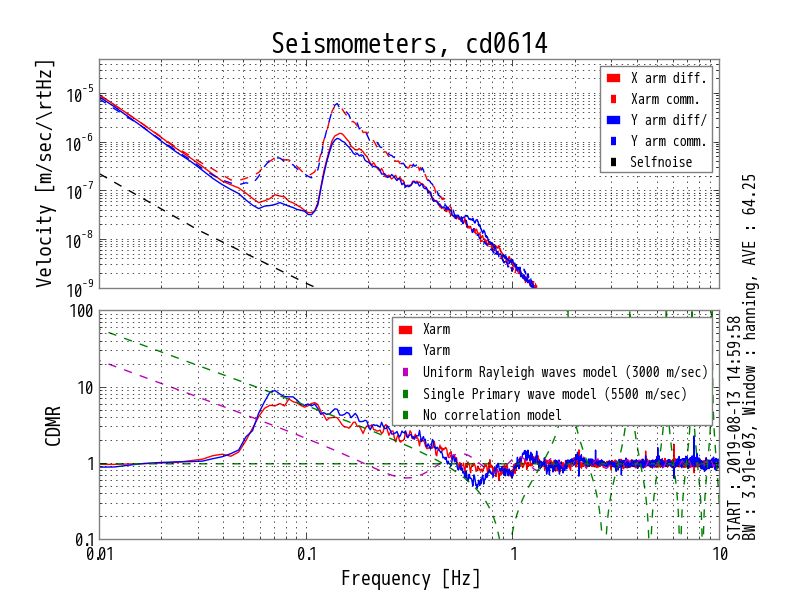 Seismometers, cd0614
Velocity [m/sec/\rtHz]
10-5
10-6
10-7
10-8
10-9
X arm diff.
Xarm comm.
Y arm diff/
Y arm comm.
Selfnoise
CDMR
100
10
1
0.1
Xarm
Yarm
Uniform Rayleigh waves model (3000 m/sec)
Single Primary wave model (5500 m/sec)
No correlation model
0.01
0.1
1
10
Frequency [Hz]
START : 2019-08-13 14:59:58
BW : 3.91e-03, Window : hanning, AVE : 64.25